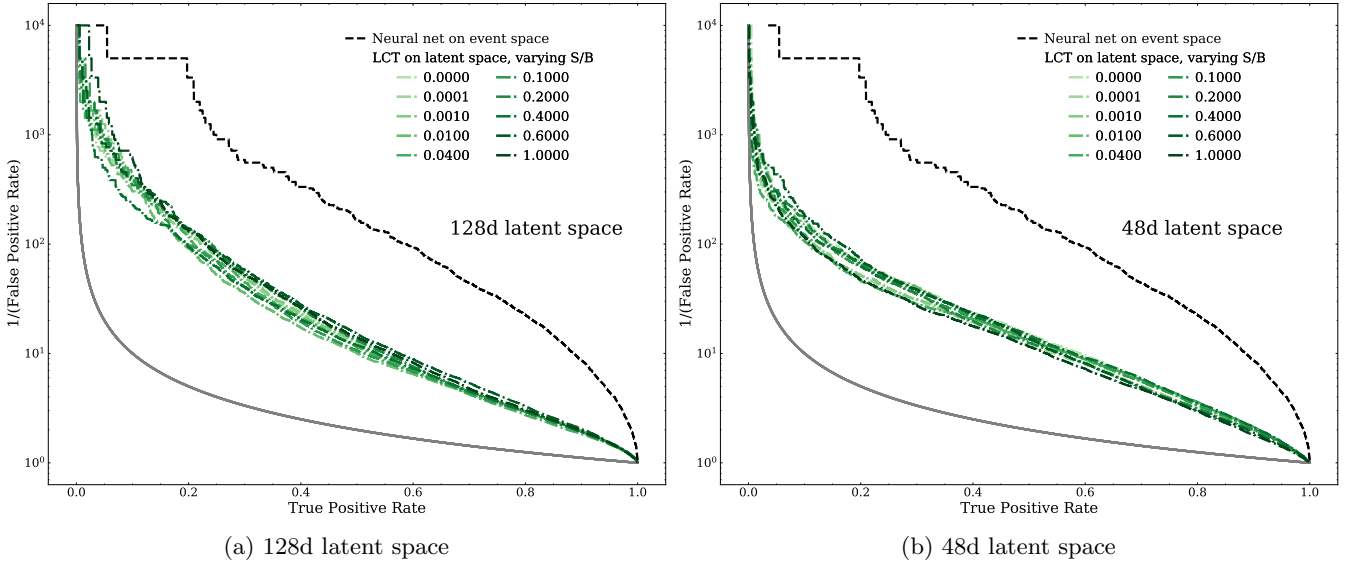 10⁴
10³
10²
10¹
10⁰
1/(False Positive Rate)
Neural net on event space
LCT on latent space, varying S/B
0.0000 0.1000
0.0001 0.2000
0.0010 0.4000
0.0100 0.6000
0.0400 1.0000
128d latent space
0.0 0.2 0.4 0.6 0.8 1.0
True Positive Rate
(a) 128d latent space
10⁴
10³
10²
10¹
10⁰
1/(False Positive Rate)
Neural net on event space
LCT on latent space, varying S/B
0.0000 0.1000
0.0001 0.2000
0.0010 0.4000
0.0100 0.6000
0.0400 1.0000
48d latent space
0.0 0.2 0.4 0.6 0.8 1.0
True Positive Rate
(b) 48d latent space